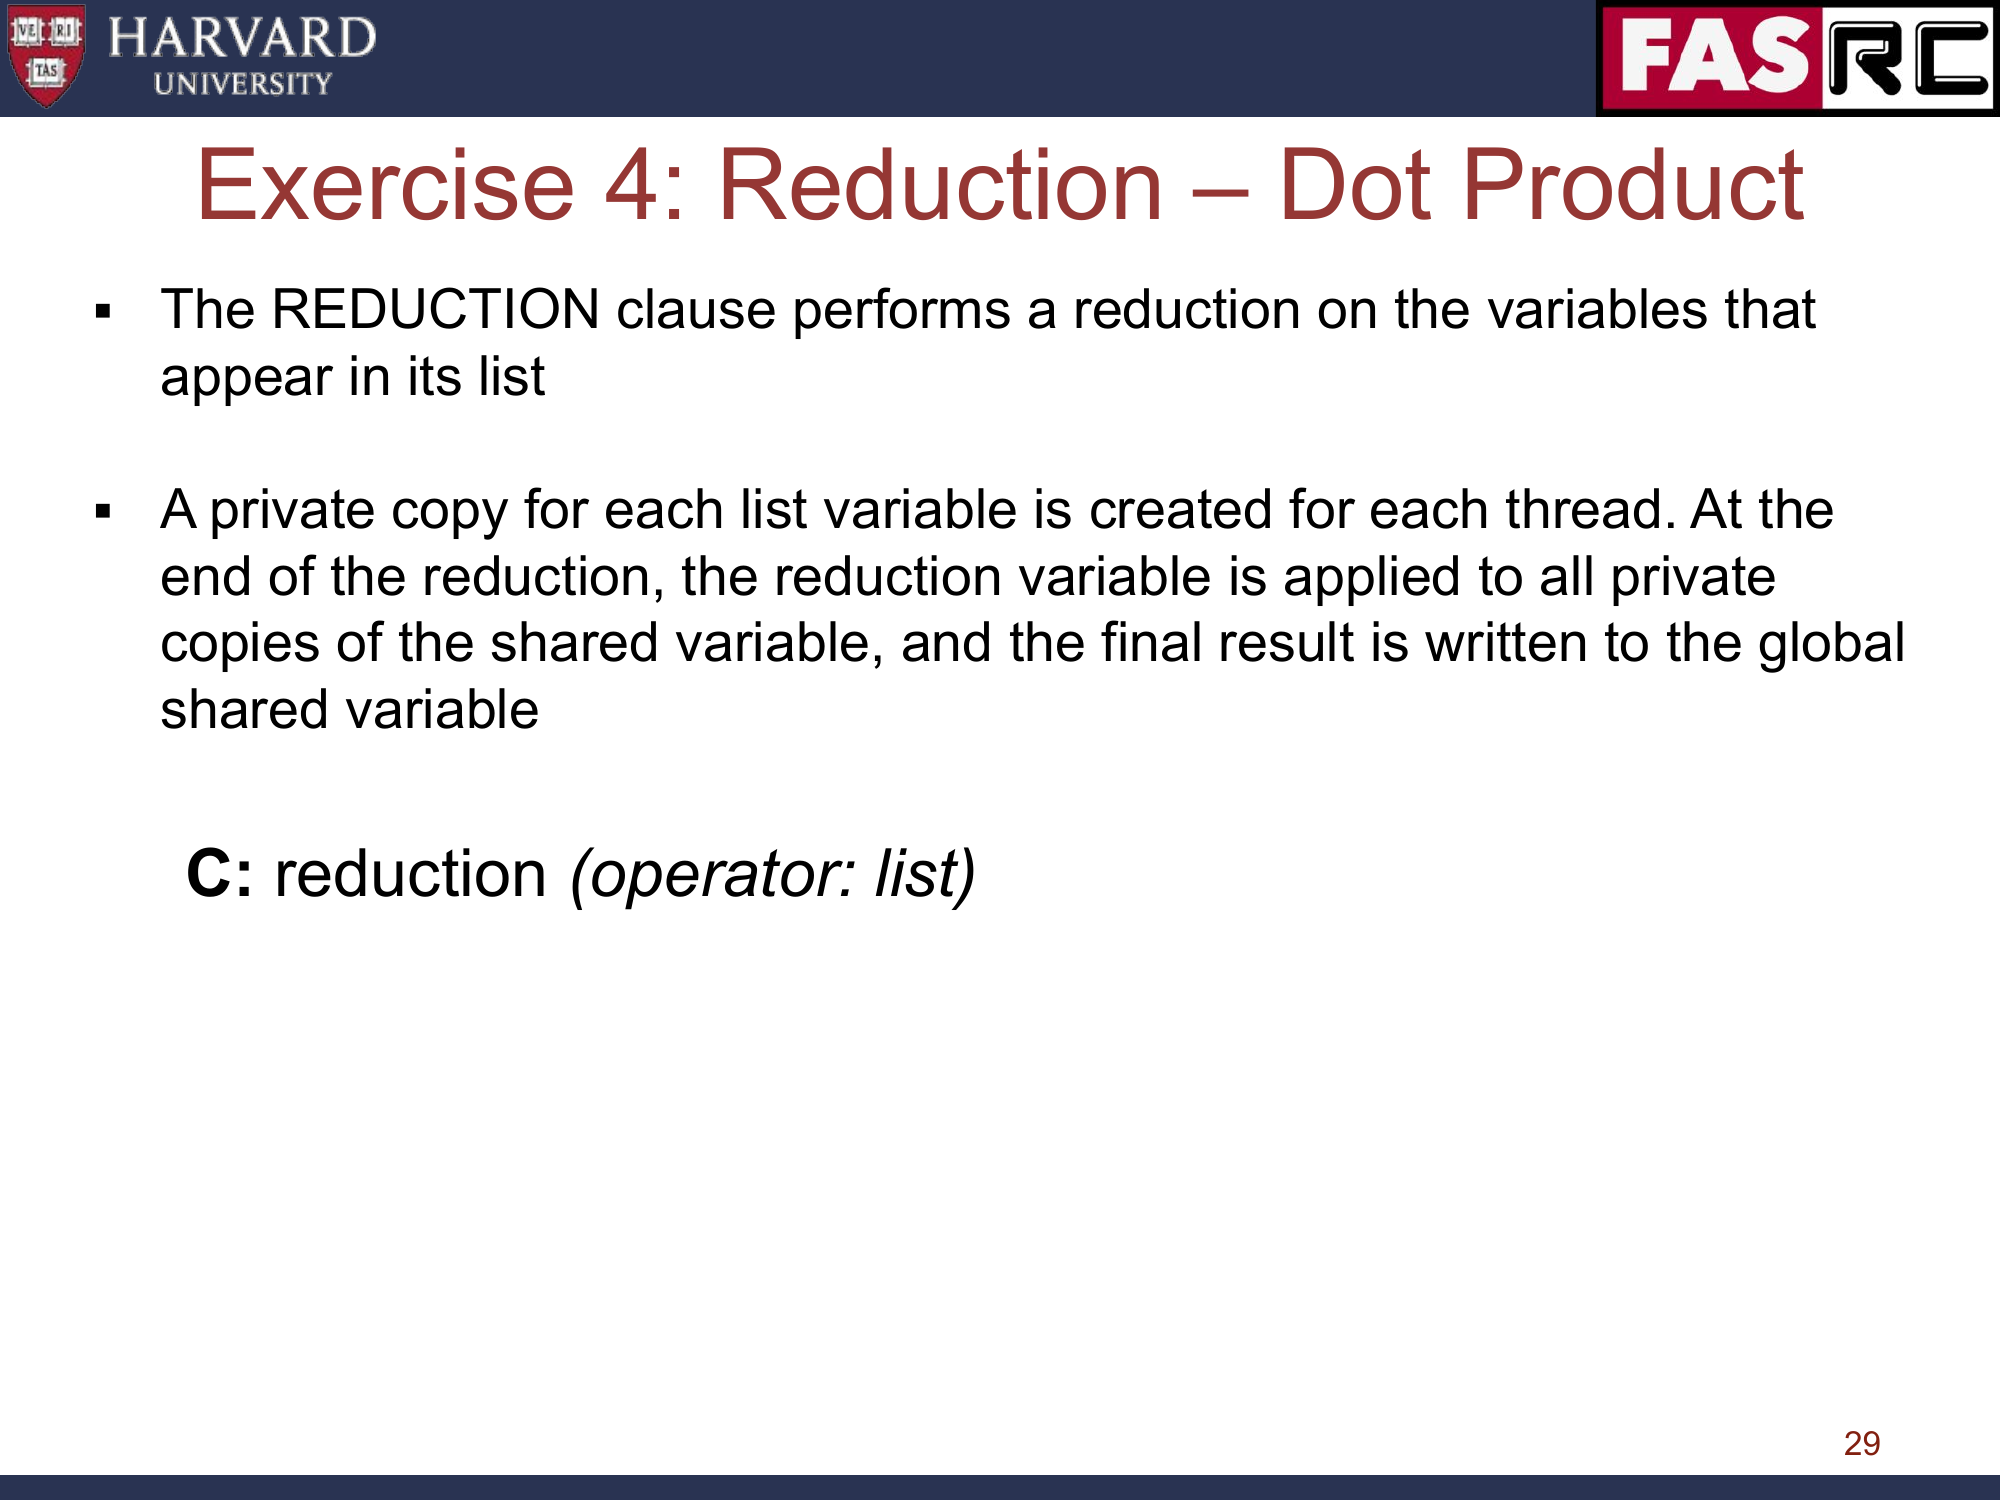 VE RI
TAS
HARVARD
UNIVERSITY
FAS RC
Exercise 4: Reduction – Dot Product
▪ The REDUCTION clause performs a reduction on the variables that
appear in its list
▪ A private copy for each list variable is created for each thread. At the
end of the reduction, the reduction variable is applied to all private
copies of the shared variable, and the final result is written to the global
shared variable
C: reduction (operator: list)
29